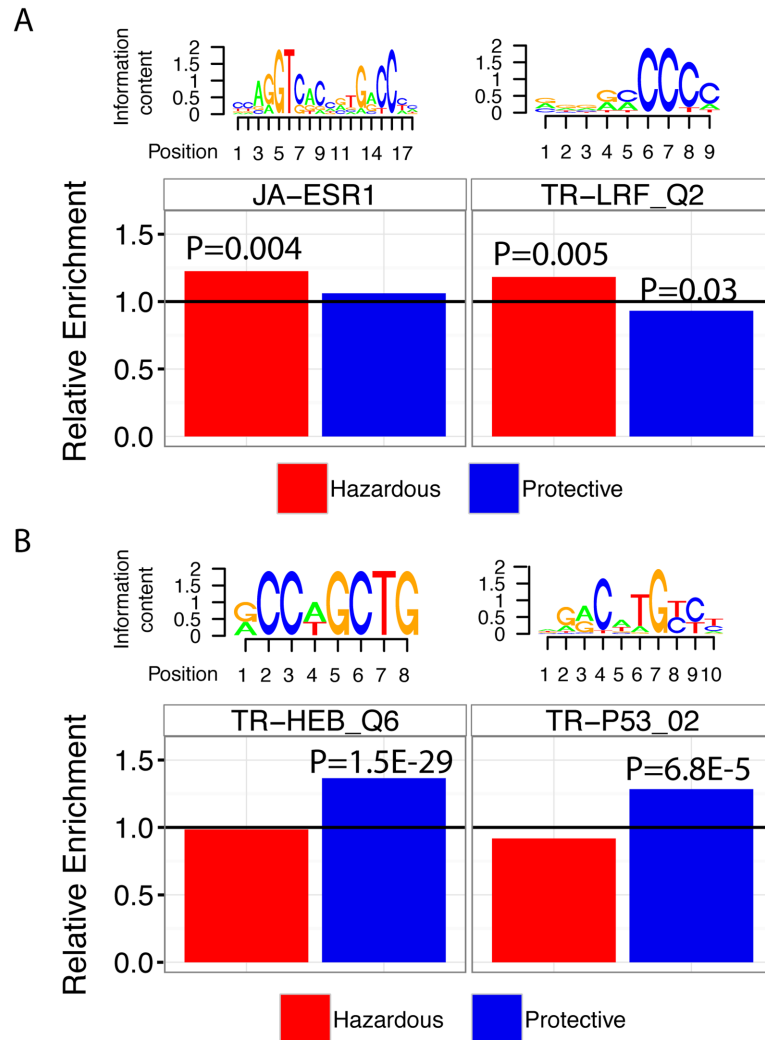 A
Information content
2
1.5
1
0.5
0
2
1.5
1
0.5
0
Position 1 3 5 7 9 11 14 17
1 2 3 4 5 6 7 8 9
JA-ESR1
TR-LRF_Q2
Relative Enrichment
1.5
1.0
0.5
0.0
P=0.004
P=0.005
P=0.03
Hazardous
Protective
B
Information content
2
1.5
1
0.5
0
2
1.5
1
0.5
0
Position 1 2 3 4 5 6 7 8
1 2 3 4 5 6 7 8 9 10
TR-HEB_Q6
TR-P53_02
Relative Enrichment
1.5
1.0
0.5
0.0
P=1.5E-29
P=6.8E-5
Hazardous
Protective